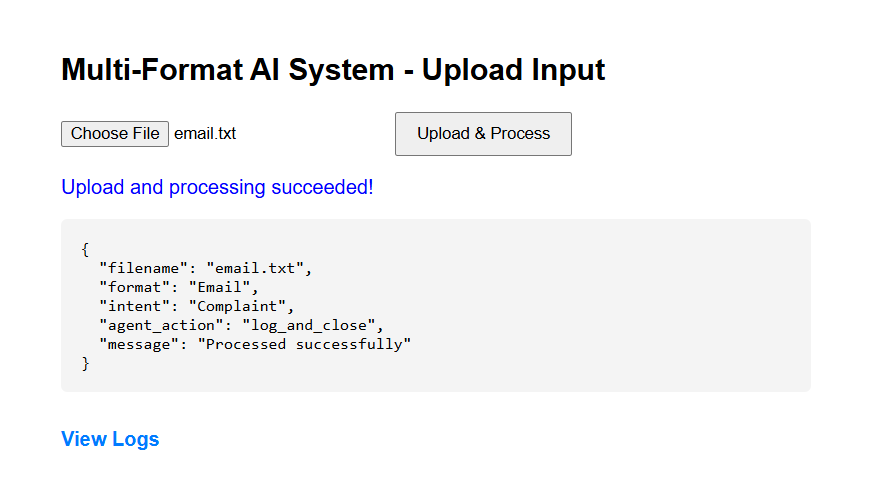 Multi-Format AI System - Upload Input
Choose File email.txt Upload & Process
Upload and processing succeeded!
{
  "filename": "email.txt",
  "format": "Email",
  "intent": "Complaint",
  "agent_action": "log_and_close",
  "message": "Processed successfully"
}
View Logs